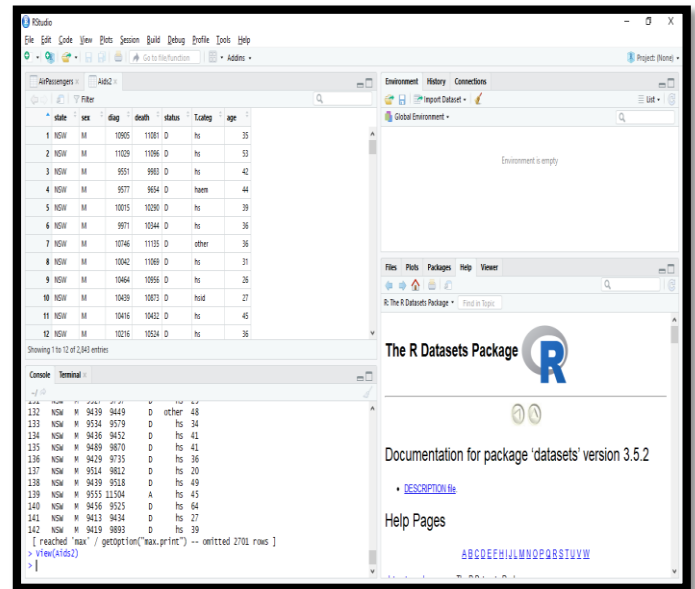 RStudio
File Edit Code View Plots Session Build Debug Profile Tools Help
Go to file/function Addins
Project: (None)
AirPassengers Aids2
Filter
state sex diag death status T.categ age
1 NSW M 10905 11081 D hs 35
2 NSW M 11029 11096 D hs 53
3 NSW M 9551 9983 D hs 42
4 NSW M 9577 9654 D haem 44
5 NSW M 10015 10290 D hs 39
6 NSW M 9971 10344 D hs 36
7 NSW M 10746 11135 D other 36
8 NSW M 10042 11069 D hs 31
9 NSW M 10464 10956 D hs 26
10 NSW M 10439 10873 D hsid 27
11 NSW M 10416 10432 D hs 45
12 NSW M 10216 10524 D hs 36
Showing 1 to 12 of 2,843 entries
Console Terminal
132 NSW M 9439 9449 D other 48
133 NSW M 9534 9579 D hs 34
134 NSW M 9436 9452 D hs 41
135 NSW M 9489 9870 D hs 41
136 NSW M 9429 9735 D hs 36
137 NSW M 9514 9812 D hs 20
138 NSW M 9439 9518 D hs 49
139 NSW M 9555 11504 A hs 45
140 NSW M 9456 9525 D hs 64
141 NSW M 9413 9434 D hs 27
142 NSW M 9419 9893 D hs 39
[ reached 'max' / getOption("max.print") -- omitted 2701 rows ]
> View(Aids2)
>
Environment History Connections
Import Dataset List
Global Environment
Environment is empty
Files Plots Packages Help Viewer
R: The R Datasets Package Find in Topic
The R Datasets Package R
Documentation for package ‘datasets’ version 3.5.2
DESCRIPTION file.
Help Pages
A B C D E F H I J L M N O P Q R S T U V W